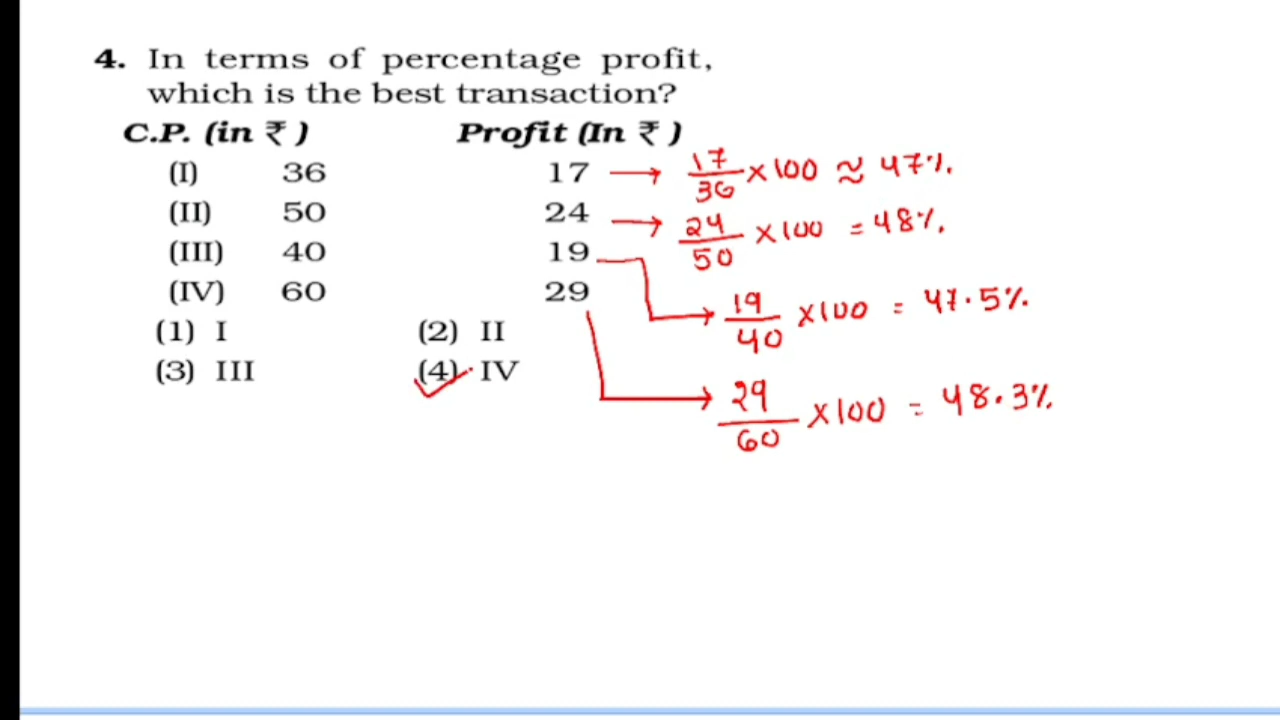 4. In terms of percentage profit,
which is the best transaction?
C.P. (in ₹ ) Profit (In ₹ )
(I) 36 17 → 17/36 ×100 ≈ 47%.
(II) 50 24 → 24/50 ×100 = 48%.
(III) 40 19 → 19/40 ×100 = 47.5%.
(IV) 60 29 → 29/60 ×100 = 48.3%.
(1) I (2) II
(3) III (4) IV